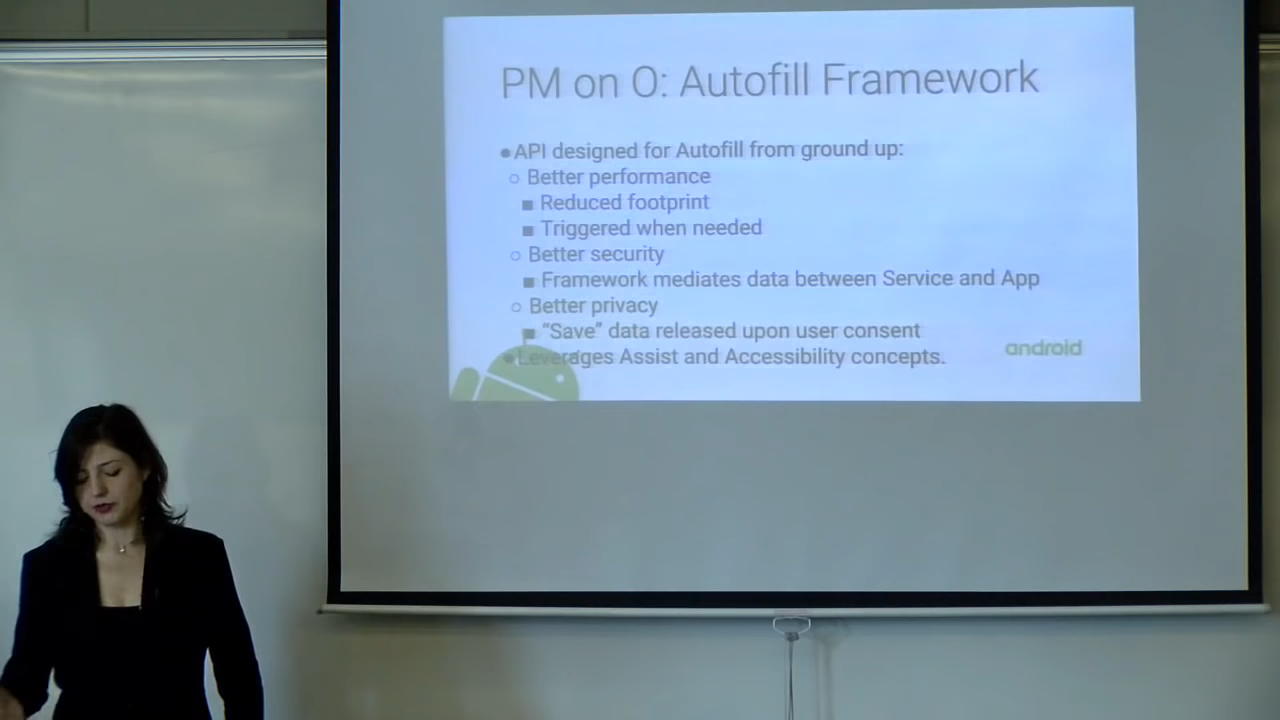 PM on O: Autofill Framework
●API designed for Autofill from ground up:
○ Better performance
■ Reduced footprint
■ Triggered when needed
○ Better security
■ Framework mediates data between Service and App
○ Better privacy
■ “Save” data released upon user consent
●Leverages Assist and Accessibility concepts.
android